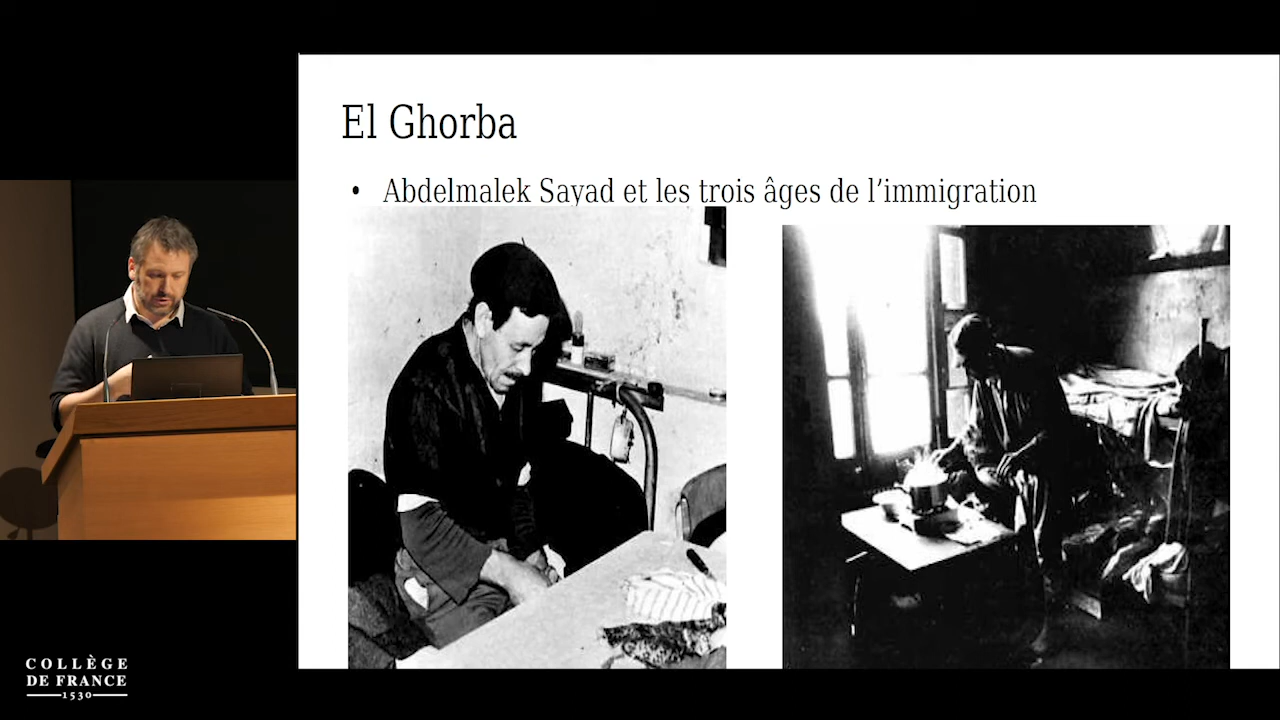 El Ghorba
• Abdelmalek Sayad et les trois âges de l’immigration
COLLÈGE
DE FRANCE
1530